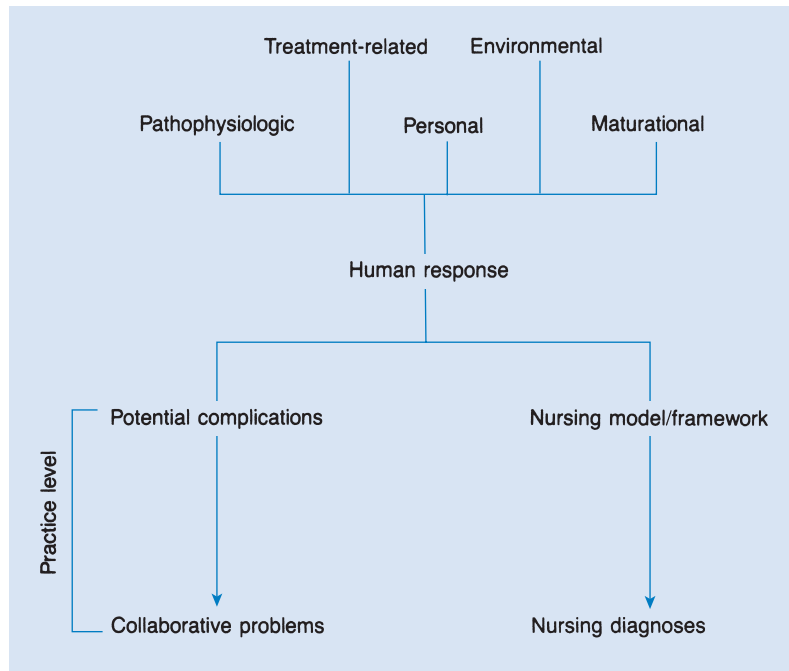 Treatment-related
Environmental
Pathophysiologic
Personal
Maturational
Human response
Potential complications
Nursing model/framework
Practice level
Collaborative problems
Nursing diagnoses